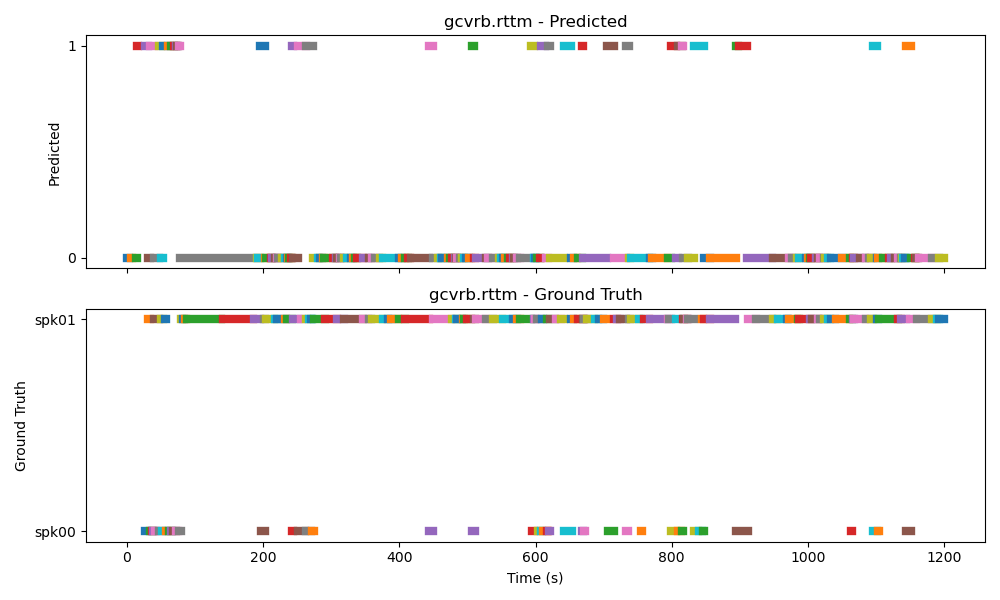 gcvrb.rttm - Predicted
1
Predicted
0
gcvrb.rttm - Ground Truth
spk01
Ground Truth
spk00
0 200 400 600 800 1000 1200
Time (s)